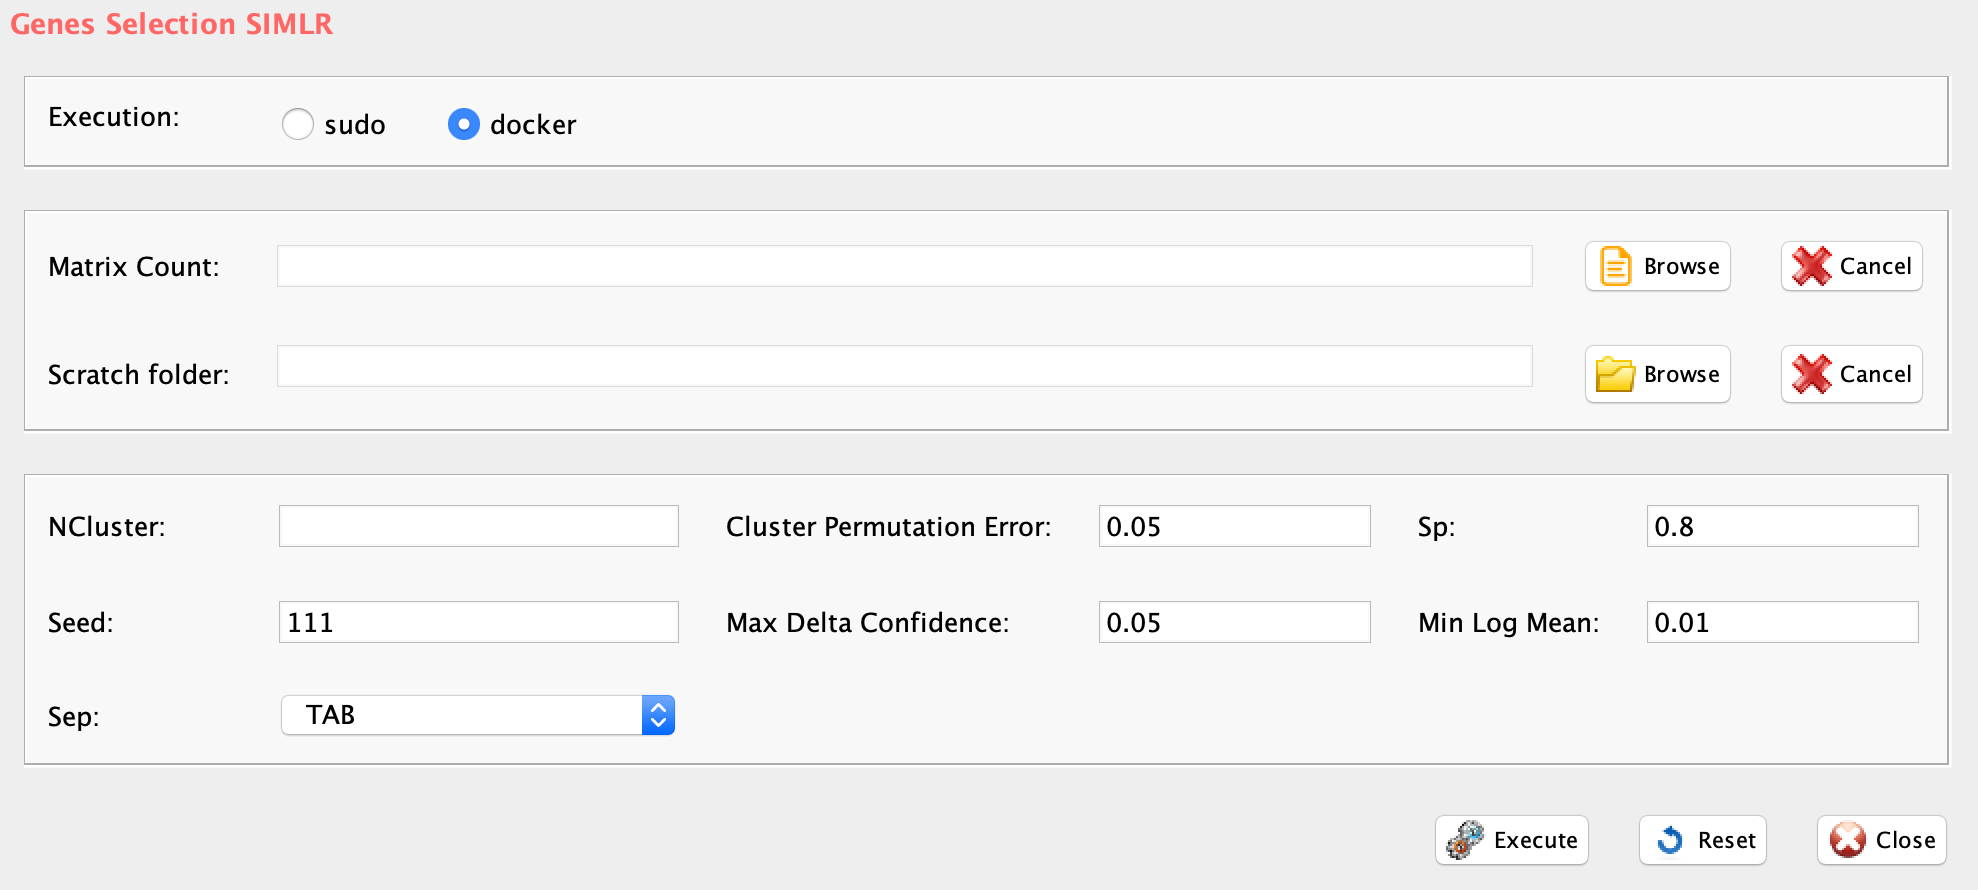 Genes Selection SIMLR
Execution: sudo docker
Matrix Count: Browse Cancel
Scratch folder: Browse Cancel
NCluster: Cluster Permutation Error: 0.05 Sp: 0.8
Seed: 111 Max Delta Confidence: 0.05 Min Log Mean: 0.01
Sep: TAB
Execute Reset Close